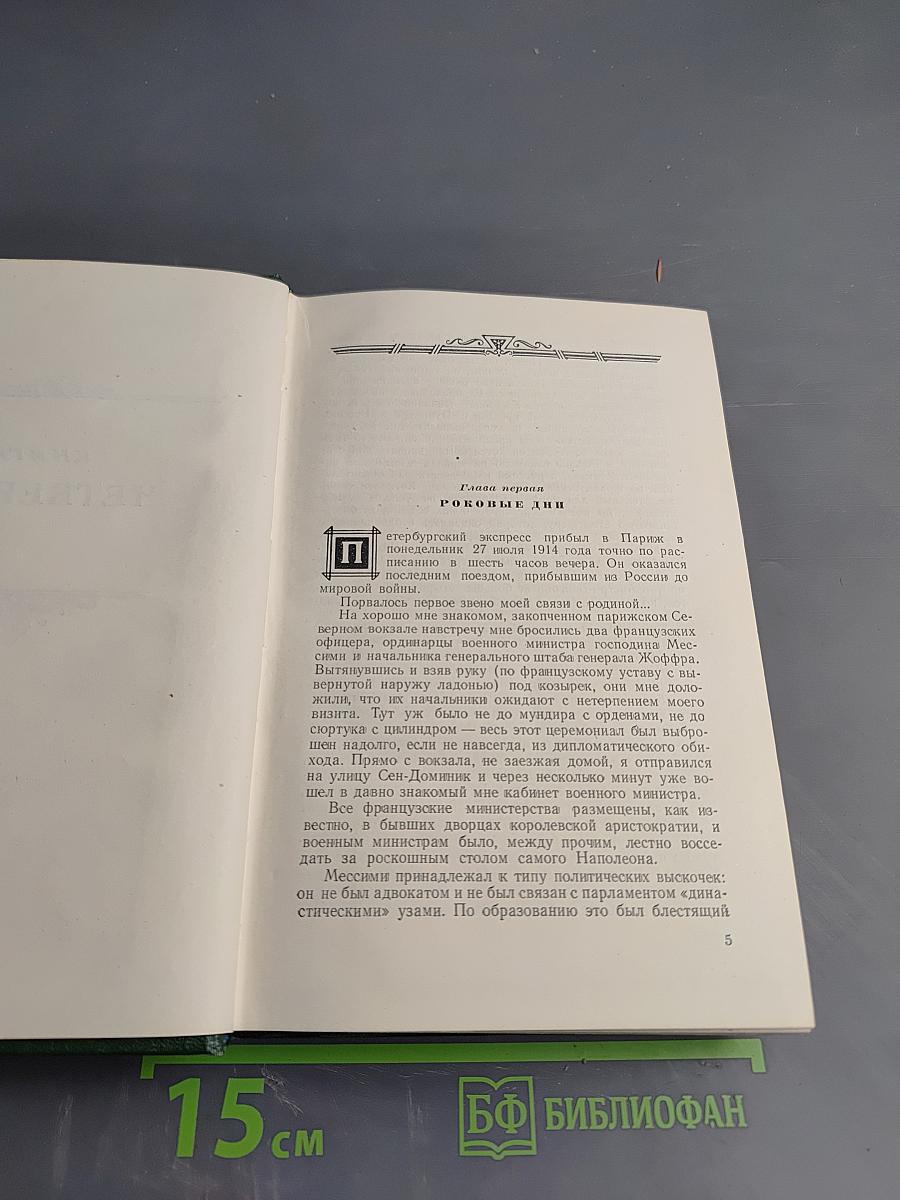 Глава первая
РОКОВЫЕ ДНИ
Петербургский экспресс прибыл в Париж в
понедельник 27 июля 1914 года точно по рас-
писанию в шесть часов вечера. Он оказался
последним поездом, прибывшим из России до
мировой войны.
Порвалось первое звено моей связи с родиной...
На хорошо мне знакомом, закопченном парижском Се-
верном вокзале навстречу мне бросились два французских
офицера, ординарцы военного министра господина Мес-
сими и начальника генерального штаба генерала Жоффра.
Вытянувшись и взяв руку (по французскому уставу с вы-
вернутой наружу ладонью) под козырек, они мне доло-
жили, что их начальники ожидают с нетерпением моего
визита. Тут уж было не до мундира с орденами, не до
сюртука с цилиндром — весь этот церемониал был выбро-
шен надолго, если не навсегда, из дипломатического оби-
хода. Прямо с вокзала, не заезжая домой, я отправился
на улицу Сен-Доминик и через несколько минут уже во-
шел в давно знакомый мне кабинет военного министра.
Все французские министерства размещены, как из-
вестно, в бывших дворцах королевской аристократии, и
военным министрам было, между прочим, лестно восse-
дать за роскошным столом самого Наполеона.
Мессими принадлежал к типу политических выскочек:
он не был адвокатом и не был связан с парламентом «дина-
стическими» узами. По образованию это был блестящий
5
15 см
БФ БИБЛИОФАН